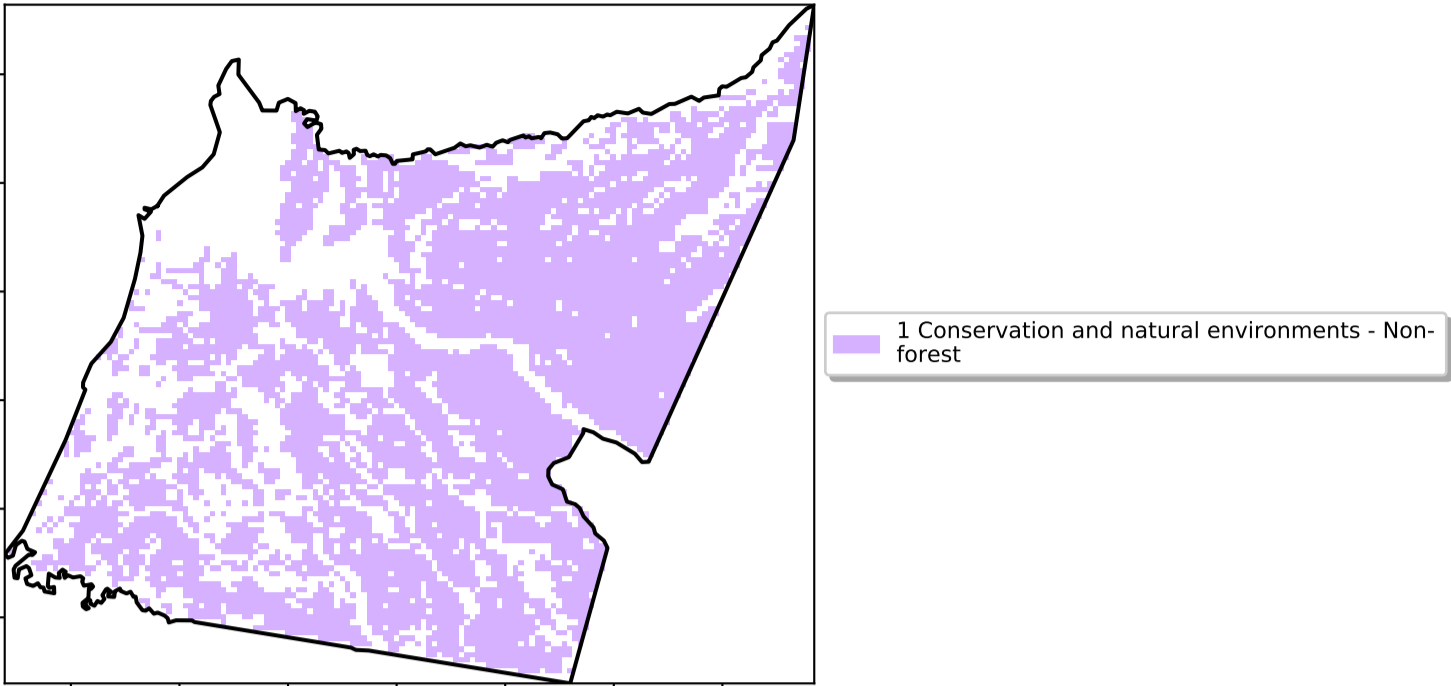 1 Conservation and natural environments - Non-
forest